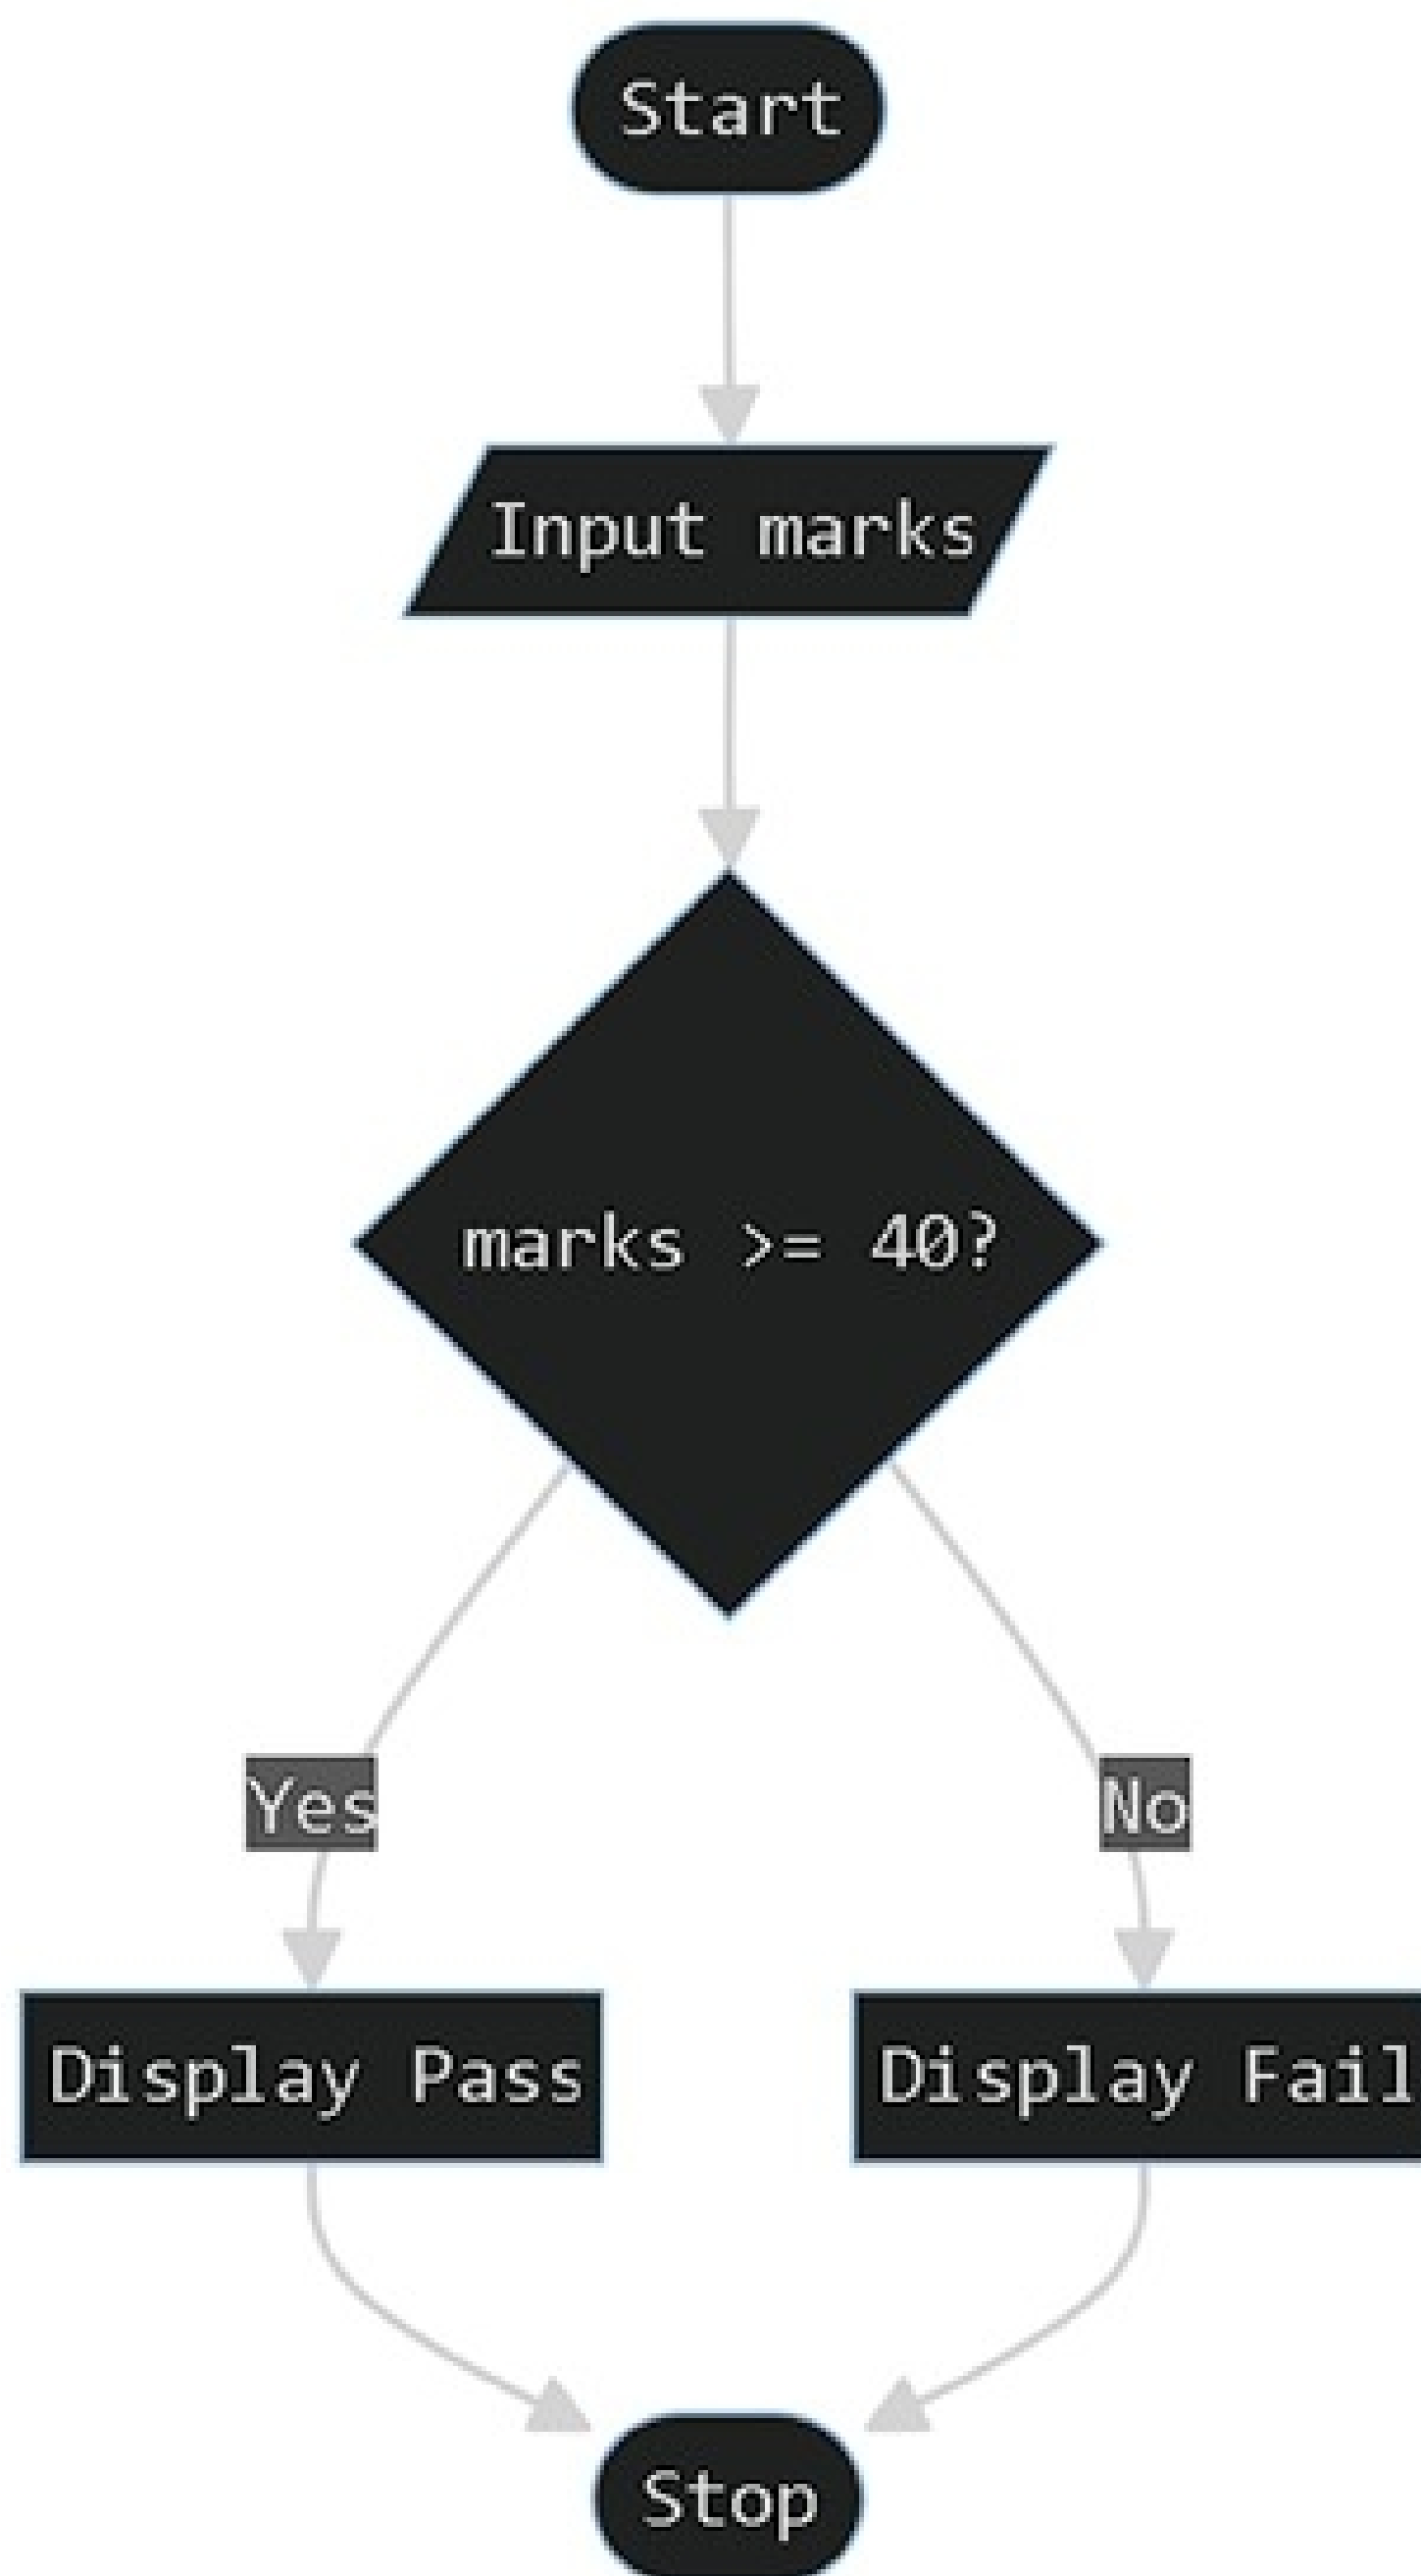 Start
Input marks
marks >= 40?
Yes
No
Display Pass
Display Fail
Stop